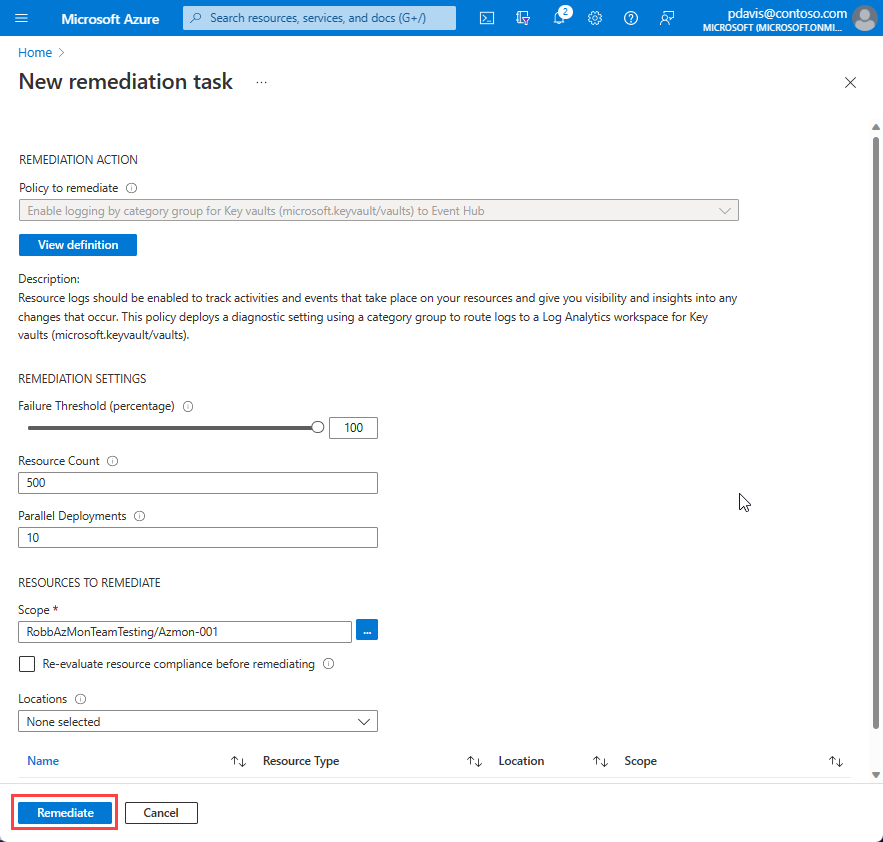 Microsoft Azure
Search resources, services, and docs (G+/)
2
pdavis@contoso.com
MICROSOFT (MICROSOFT.ONMI...
Home
New remediation task
...
REMEDIATION ACTION
Policy to remediate
Enable logging by category group for Key vaults (microsoft.keyvault/vaults) to Event Hub
View definition
Description:
Resource logs should be enabled to track activities and events that take place on your resources and give you visibility and insights into any
changes that occur. This policy deploys a diagnostic setting using a category group to route logs to a Log Analytics workspace for Key
vaults (microsoft.keyvault/vaults).
REMEDIATION SETTINGS
Failure Threshold (percentage)
100
Resource Count
500
Parallel Deployments
10
RESOURCES TO REMEDIATE
Scope *
RobbAzMonTeamTesting/Azmon-001
...
Re-evaluate resource compliance before remediating
Locations
None selected
Name Resource Type Location Scope
Remediate Cancel